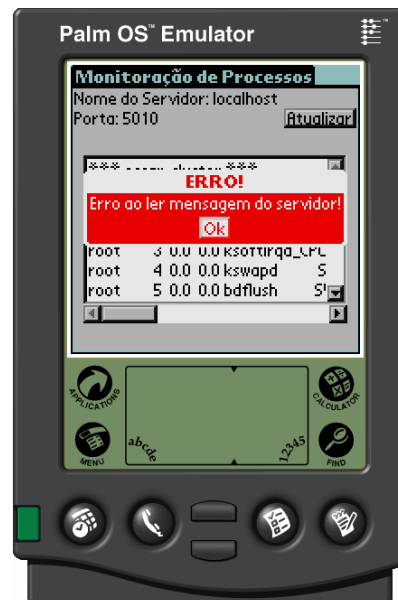 Palm OS™ Emulator
Monitoração de Processos
Nome do Servidor: localhost
Porta: 5010
Atualizar
***
***
ERRO!
Erro ao ler mensagem do servidor!
Ok
root 3 0.0 0.0 ksoftirqd_CPU
root 4 0.0 0.0 kswapd S
root 5 0.0 0.0 bdflush
APPLICATIONS
CALCULATOR
MENU
abcde
12345
FIND